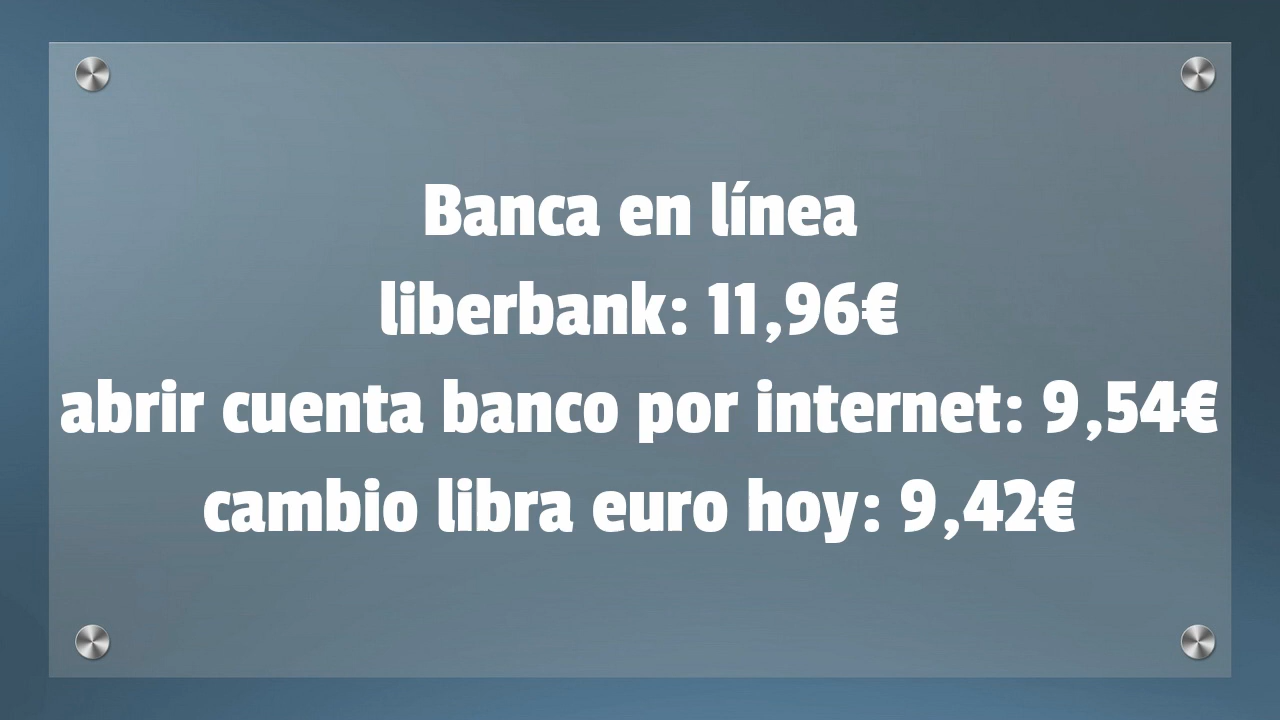 Banca en línea
liberbank: 11,96€
abrir cuenta banco por internet: 9,54€
cambio libra euro hoy: 9,42€